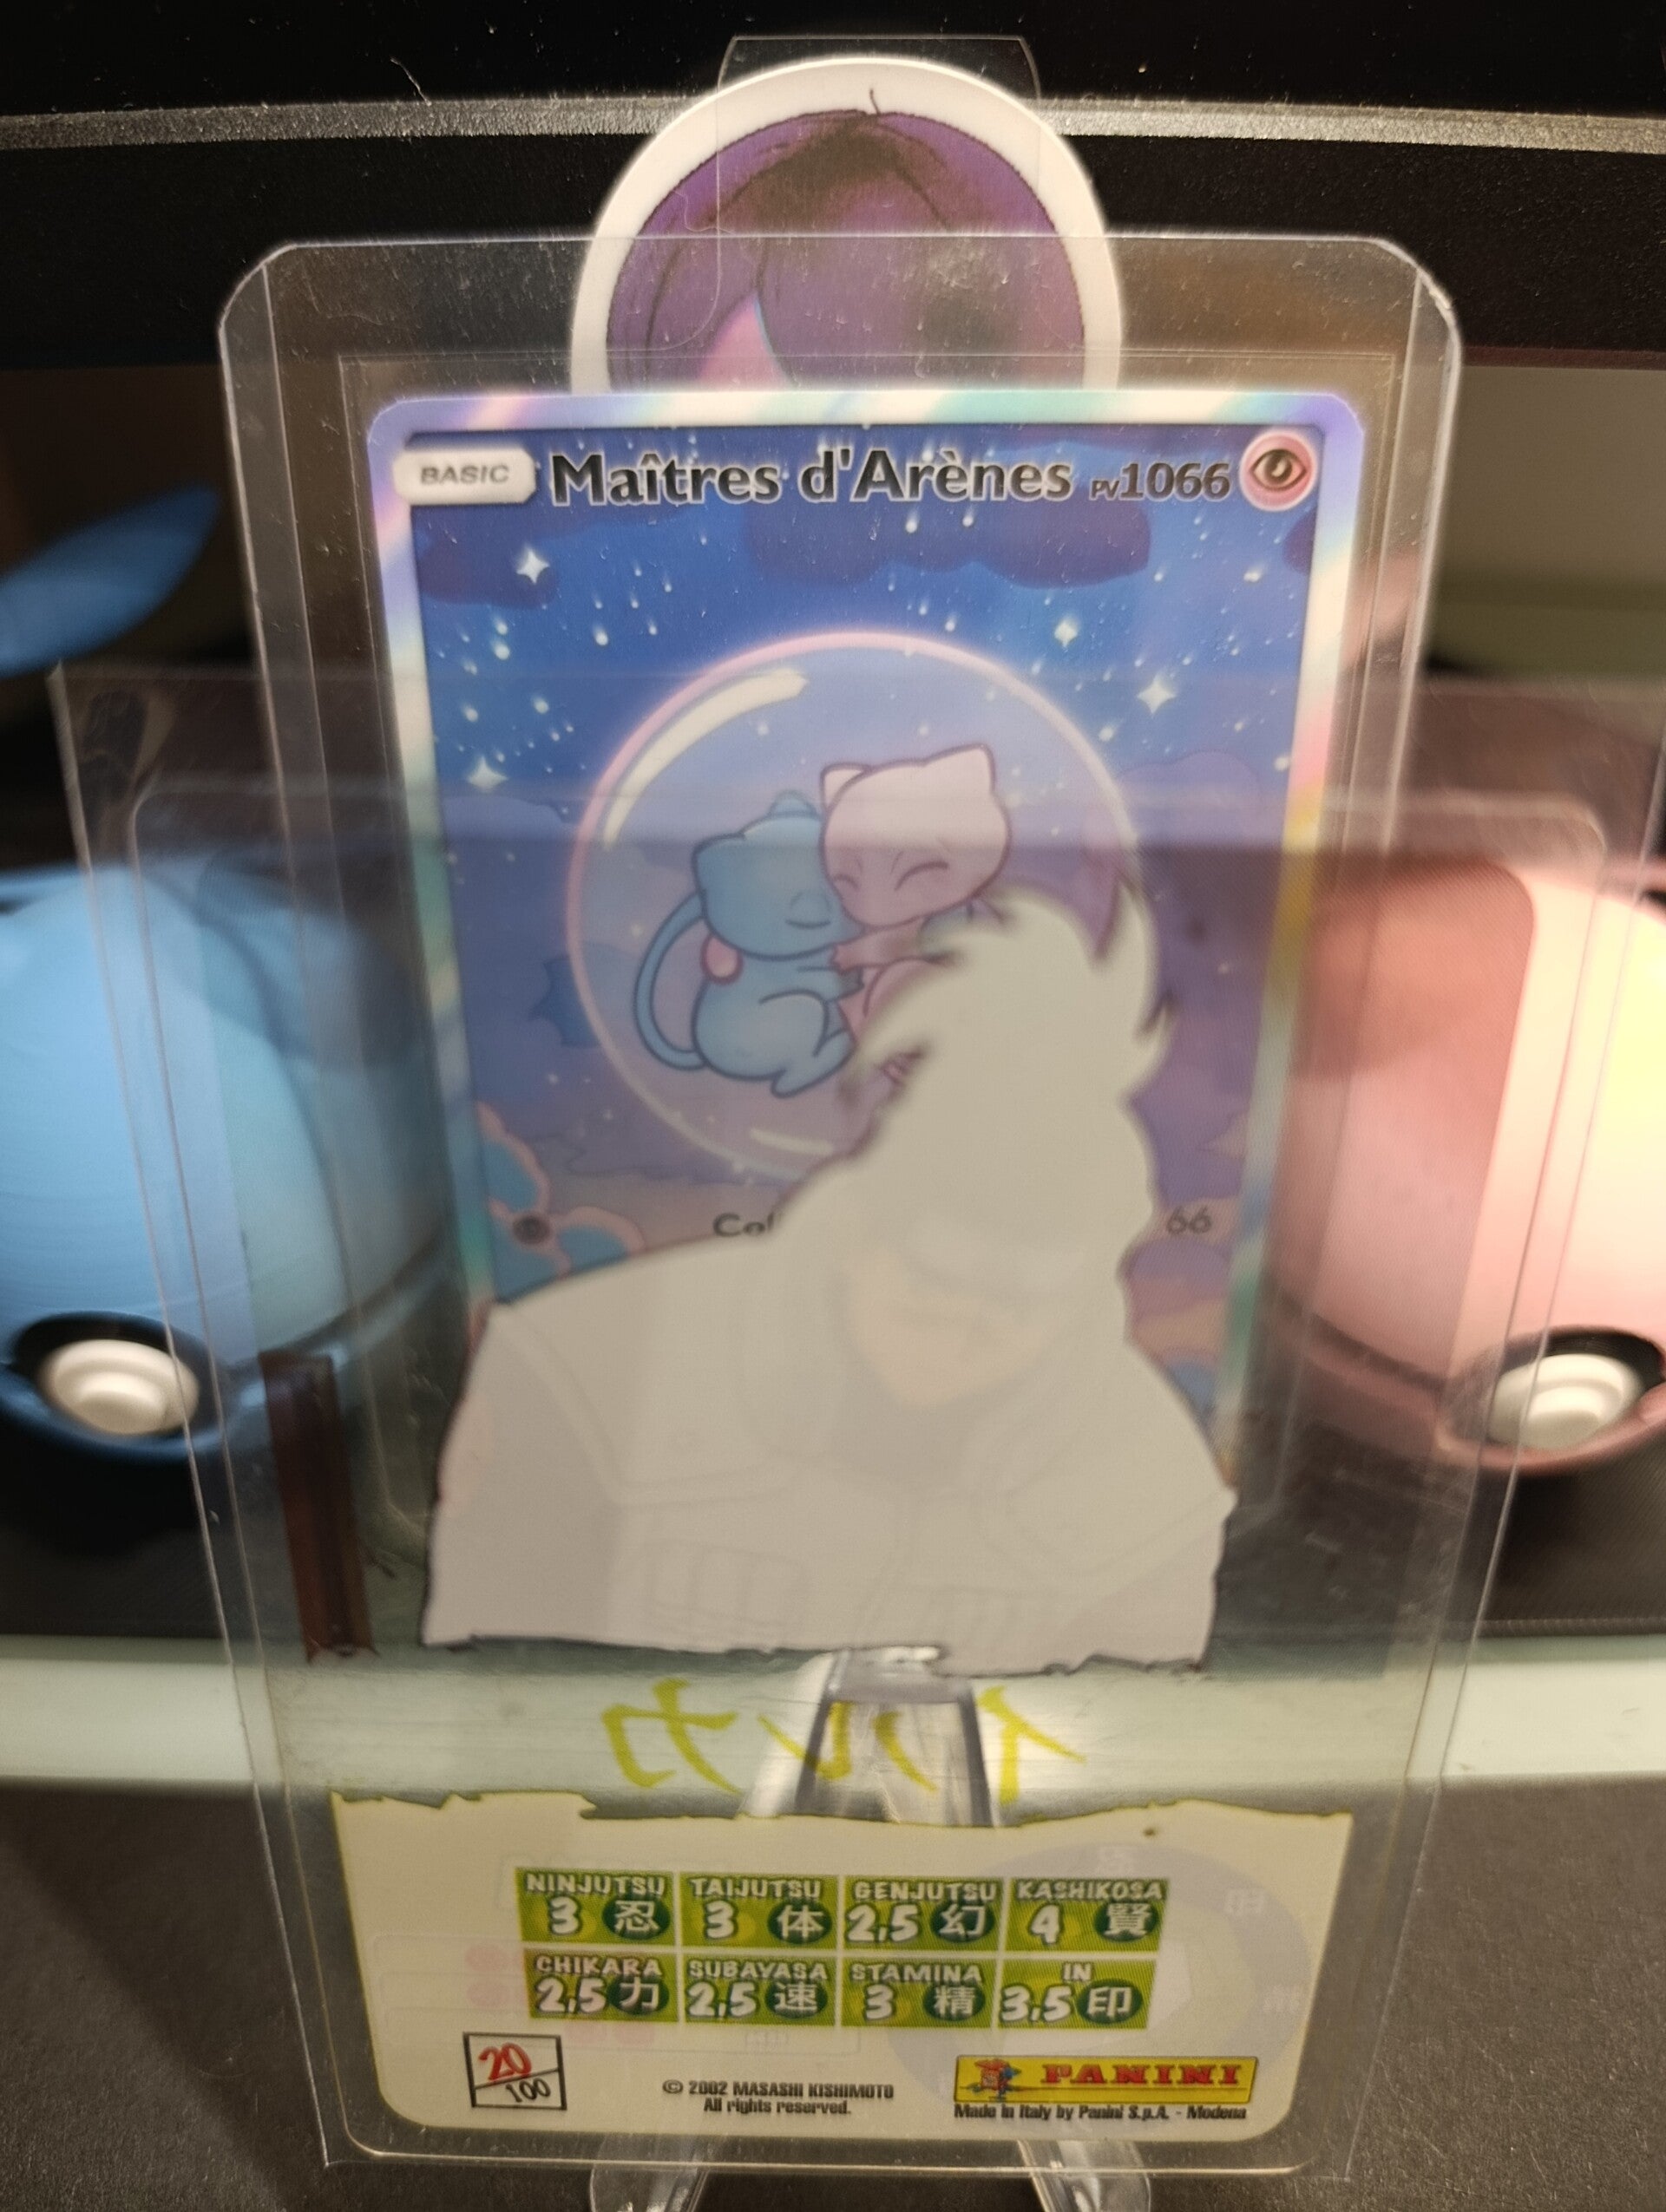 BASIC Maîtres d'Arènes PV1066
Col 66
イルカ
NINJUTSU TAIJUTSU GENJUTSU KASHIKOSA
3 忍 3 体 2,5 幻 4 賢
CHIKARA SUBAYASA STAMINA IN
2,5 力 2,5 速 3 精 3,5 印
20/100
© 2002 MASASHI KISHIMOTO
All rights reserved.
PANINI
Made in Italy by Panini S.p.A. - Modena